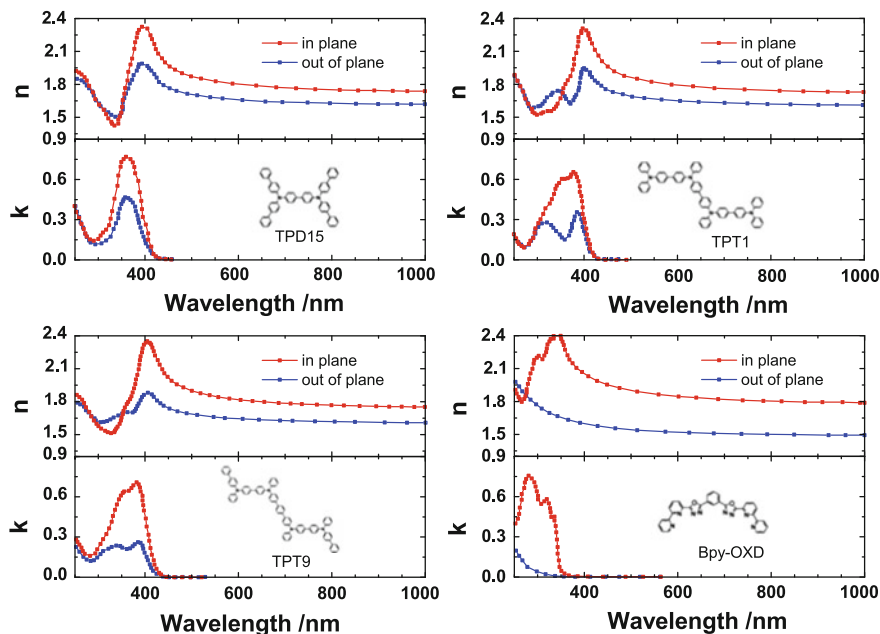 2.4
2.1
1.8
1.5
0.9
n
in plane
out of plane
0.6
0.3
0.0
k
TPD15
400
600
800
1000
Wavelength /nm
2.4
2.1
1.8
1.5
0.9
n
in plane
out of plane
0.6
0.3
0.0
k
TPT1
400
600
800
1000
Wavelength /nm
2.4
2.1
1.8
1.5
0.9
n
in plane
out of plane
0.6
0.3
0.0
k
TPT9
400
600
800
1000
Wavelength /nm
2.4
2.1
1.8
1.5
0.9
n
in plane
out of plane
0.6
0.3
0.0
k
Bpy-OXD
400
600
800
1000
Wavelength /nm